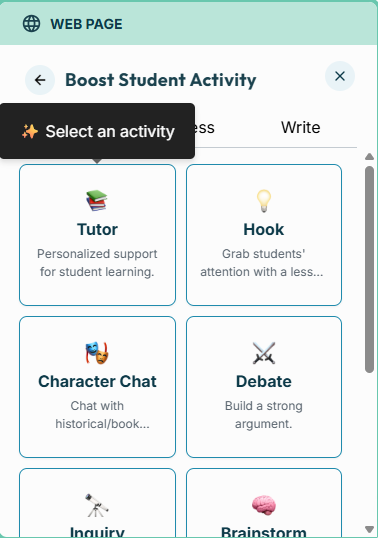 WEB PAGE
Boost Student Activity
✨ Select an activity
ess
Write
Tutor
Personalized support
for student learning.
Hook
Grab students'
attention with a less...
Character Chat
Chat with
historical/book...
Debate
Build a strong
argument.
Inquiry
Brainstorm